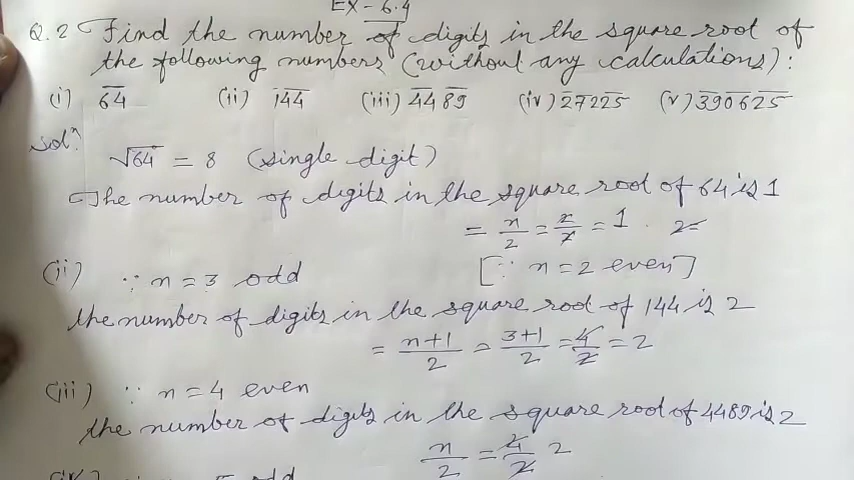 Ex - 6.4
Q.2 Find the number of digits in the square root of
the following numbers (without any calculations):
(i) 64 (ii) 144 (iii) 4489 (iv) 27225 (v) 390625
Solⁿ.
√64 = 8 (single digit)
The number of digits in the square root of 64 is 1
= n/2 = 2/2 = 1
[∵ n = 2 even]
(ii) ∵ n = 3 odd
the number of digits in the square root of 144 is 2
= n+1/2 = 3+1/2 = 4/2 = 2
(iii) ∵ n = 4 even
the number of digits in the square root of 4489 is 2
n/2 = 4/2 2
odd